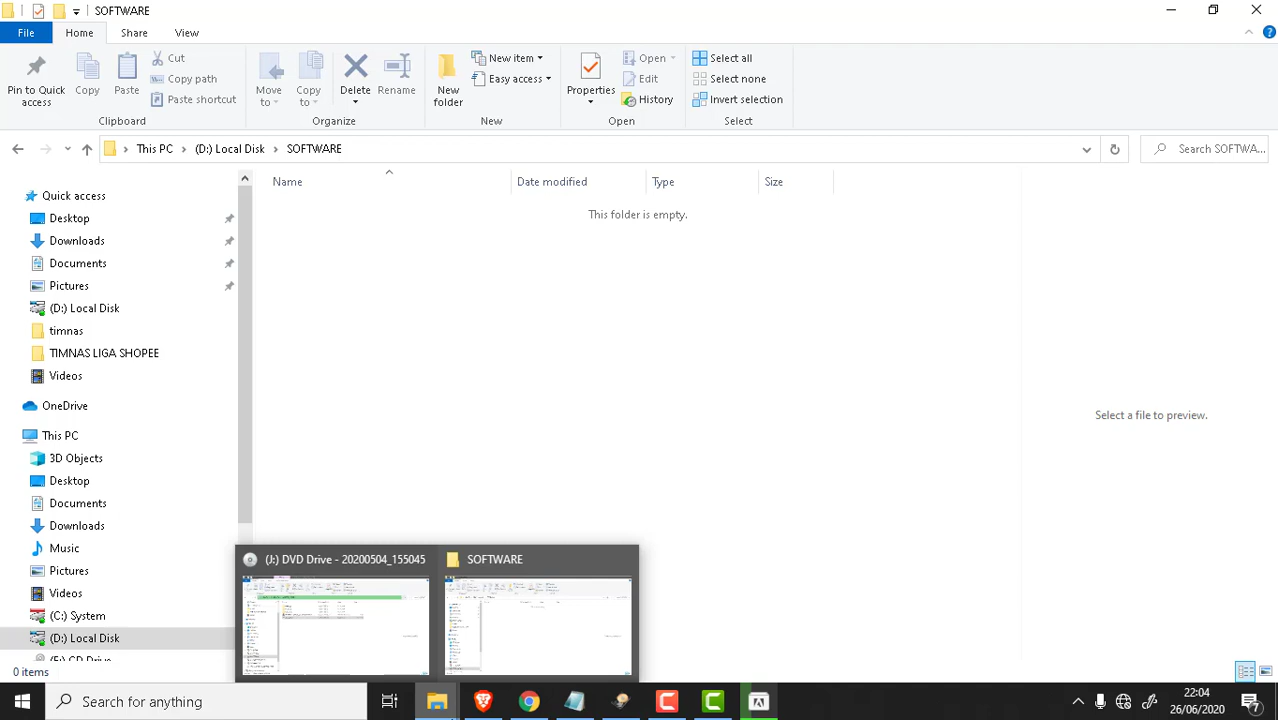 SOFTWARE
File Home Share View
Pin to Quick access
Copy
Paste
Cut
Copy path
Paste shortcut
Clipboard
Move to
Copy to
Delete
Rename
Organize
New folder
New item
Easy access
New
Properties
Open
Edit
History
Open
Select all
Select none
Invert selection
Select
This PC (D:) Local Disk SOFTWARE
Search SOFTWA...
Name Date modified Type Size
This folder is empty.
Quick access
Desktop
Downloads
Documents
Pictures
(D:) Local Disk
timnas
TIMNAS LIGA SHOPEE
Videos
OneDrive
This PC
3D Objects
Desktop
Documents
Downloads
Music
Pictures
Videos
(C:) System
(D:) Local Disk
items
Select a file to preview.
(J:) DVD Drive - 20200504_155045
SOFTWARE
Search for anything
22:04
26/06/2020
7